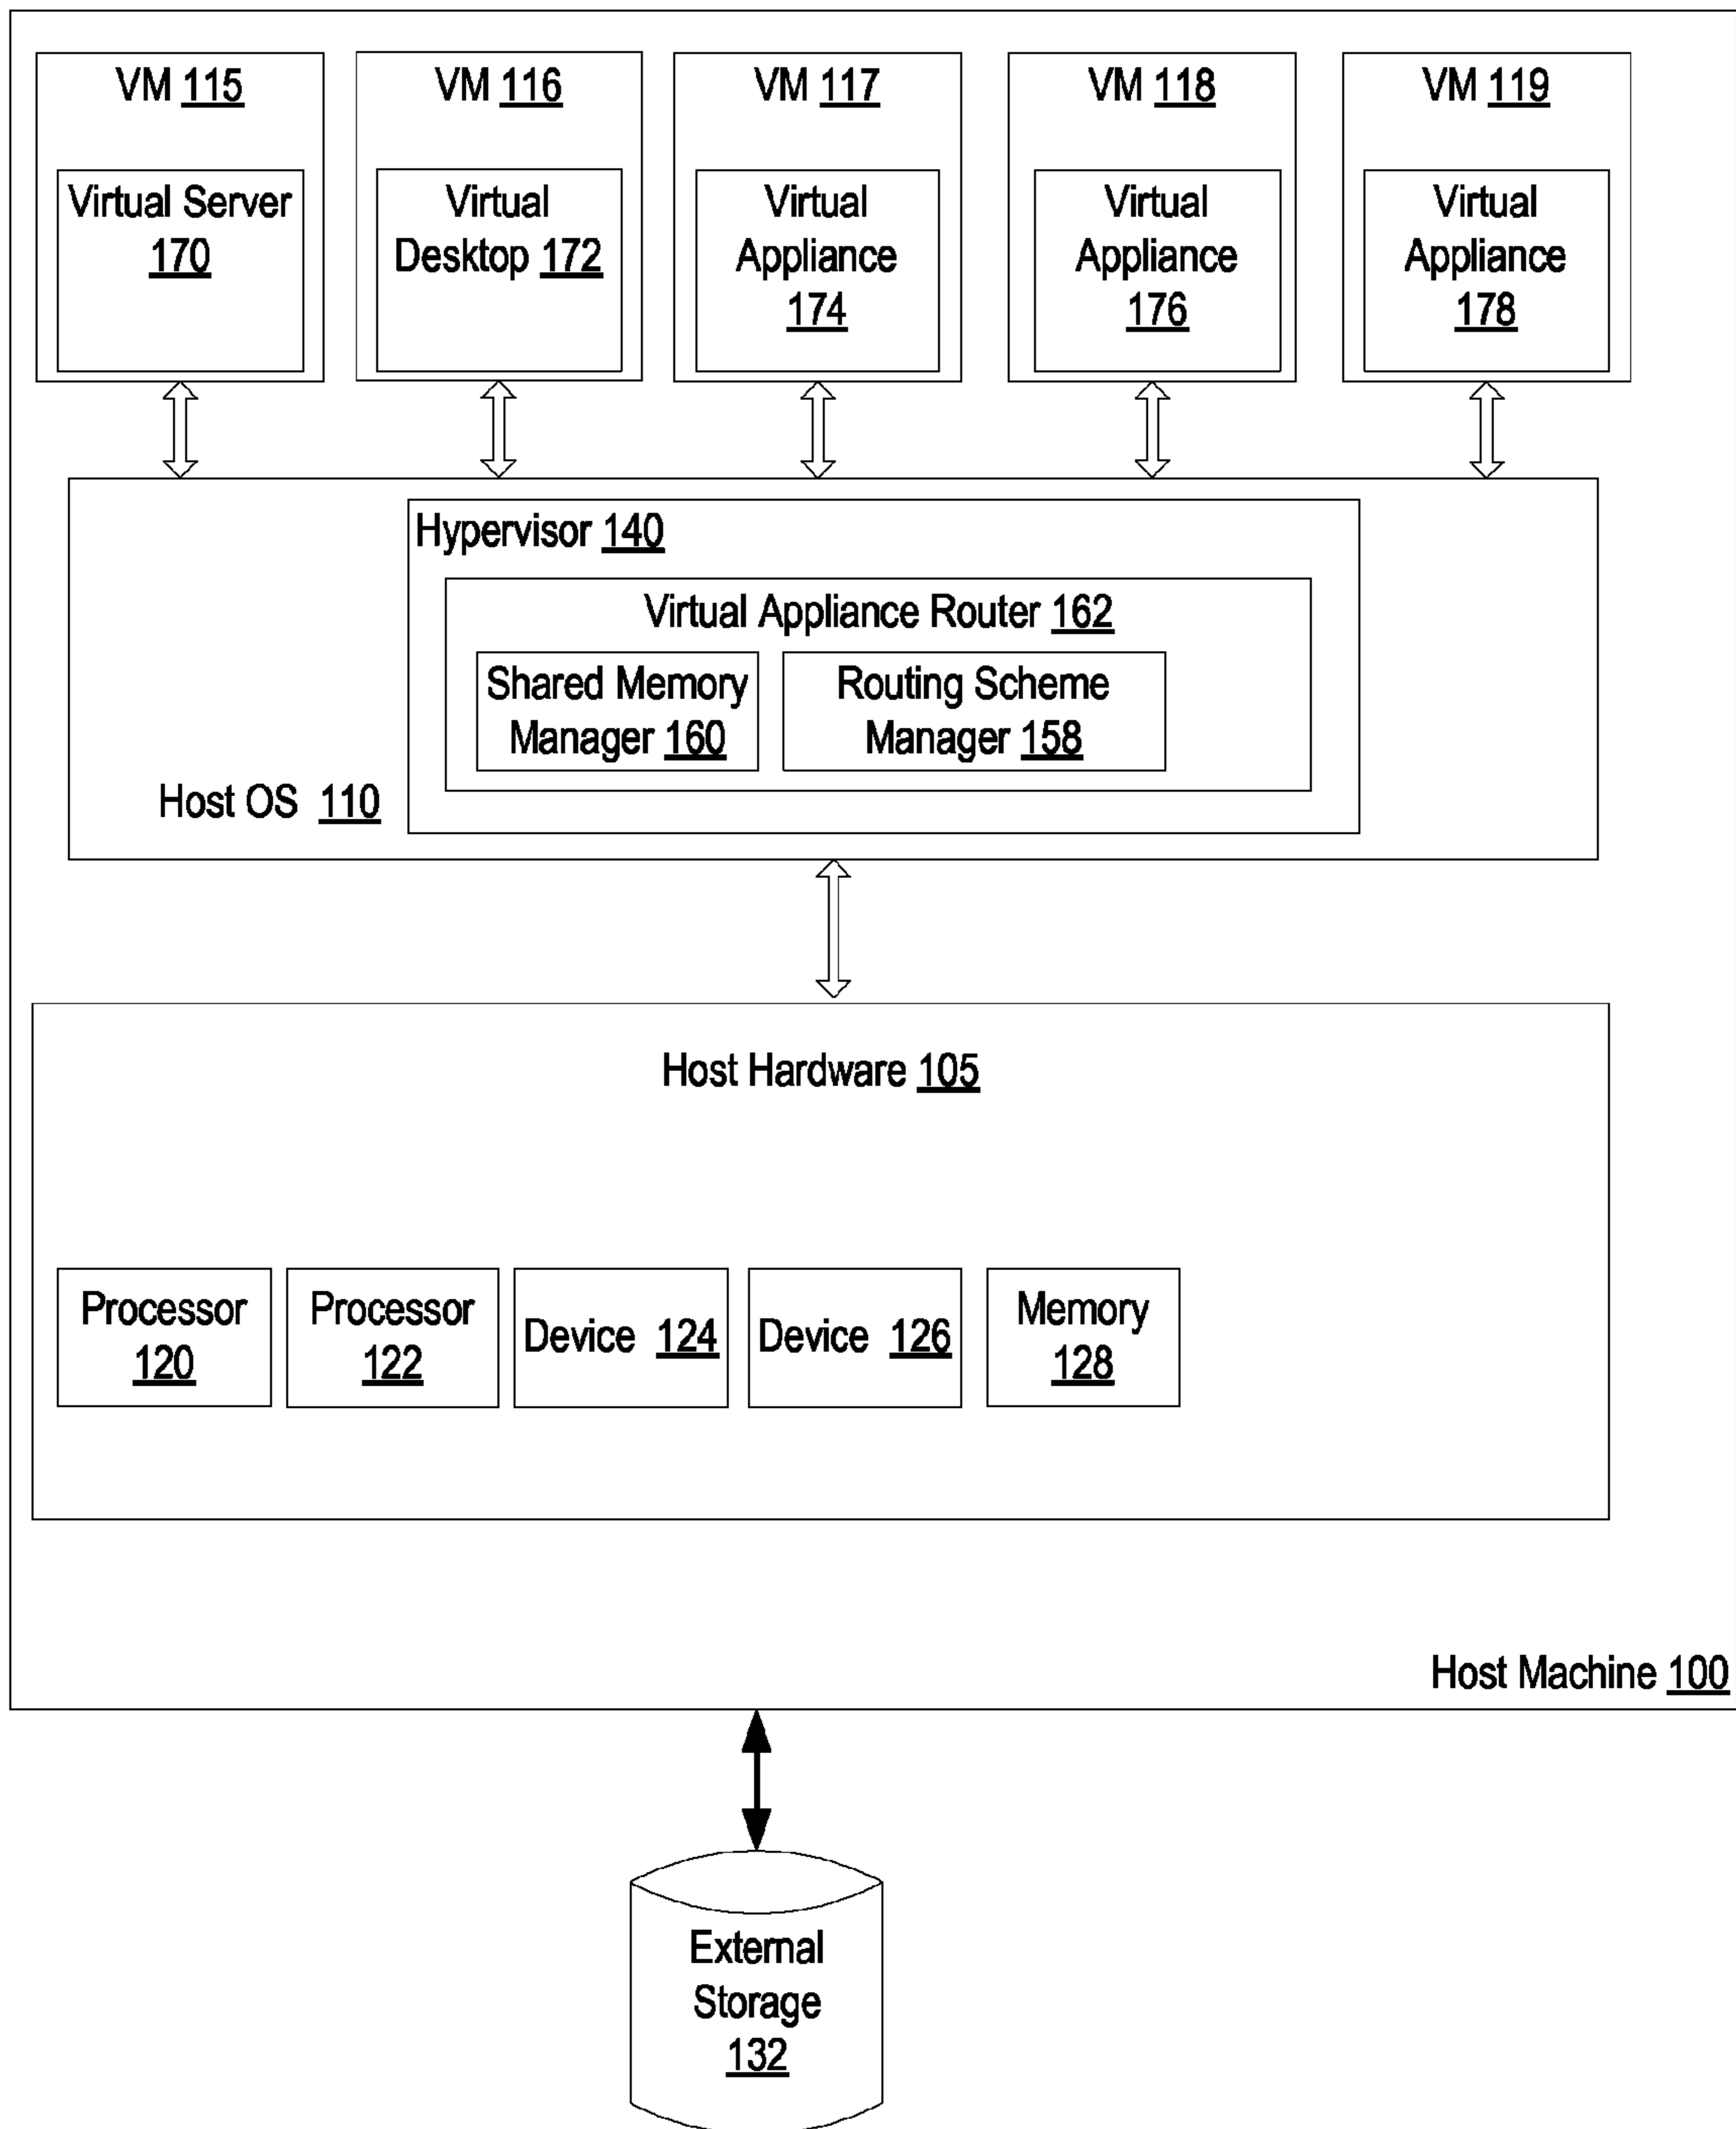 VM 115
VM 116
VM 117
VM 118
VM 119
Virtual Server
170
Virtual
Desktop 172
Virtual
Appliance
174
Virtual
Appliance
176
Virtual
Appliance
178
Hypervisor 140
Virtual Appliance Router 162
Shared Memory
Manager 160
Routing Scheme
Manager 158
Host OS 110
Host Hardware 105
Processor
120
Processor
122
Device 124
Device 126
Memory
128
Host Machine 100
External
Storage
132